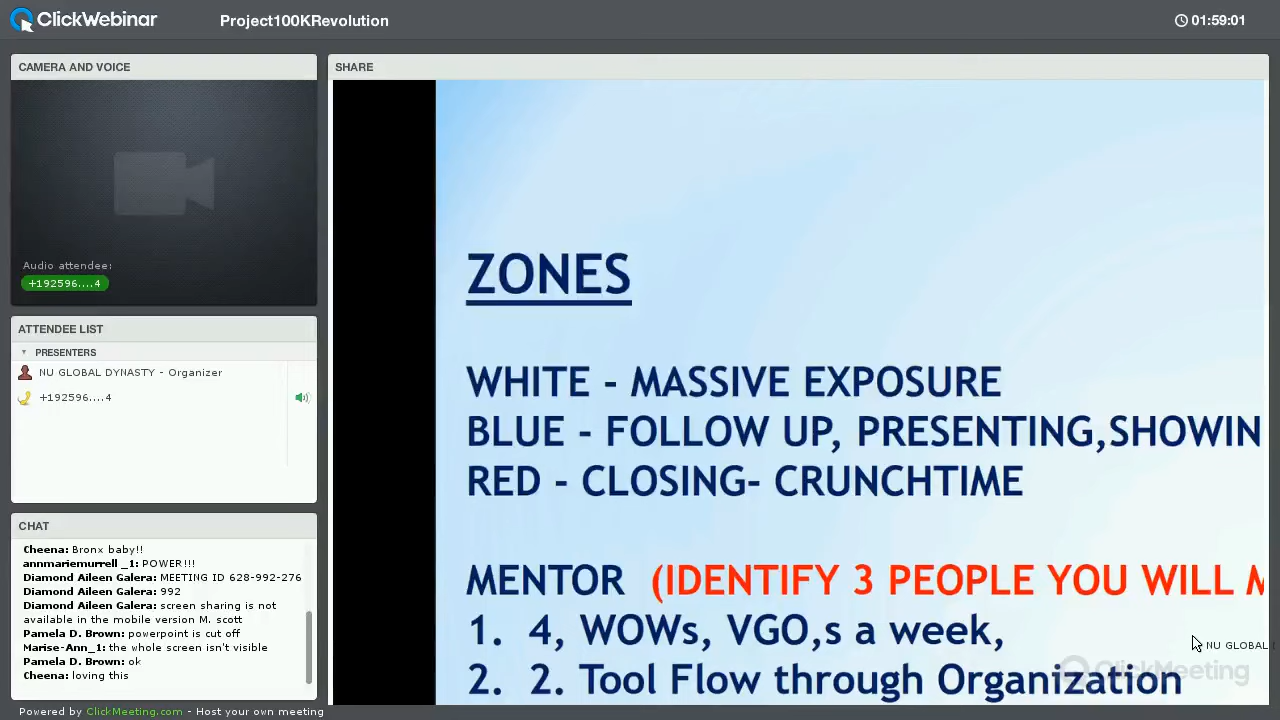 ClickWebinar
Project100KRevolution
01:59:01
CAMERA AND VOICE
Audio attendee:
+192596....4
ATTENDEE LIST
PRESENTERS
NU GLOBAL DYNASTY - Organizer
+192596....4
CHAT
Cheena: Bronx baby!!
annmariemurrell _1: POWER!!!
Diamond Aileen Galera: MEETING ID 628-992-276
Diamond Aileen Galera: 992
Diamond Aileen Galera: screen sharing is not
available in the mobile version M. scott
Pamela D. Brown: powerpoint is cut off
Marise-Ann_1: the whole screen isn't visible
Pamela D. Brown: ok
Cheena: loving this
SHARE
ZONES
WHITE - MASSIVE EXPOSURE
BLUE - FOLLOW UP, PRESENTING,SHOWIN
RED - CLOSING- CRUNCHTIME
MENTOR (IDENTIFY 3 PEOPLE YOU WILL M
1. 4, WOWs, VGO,s a week,
2. 2. Tool Flow through Organization
NU GLOBAL
ClickMeeting
Powered by ClickMeeting.com - Host your own meeting